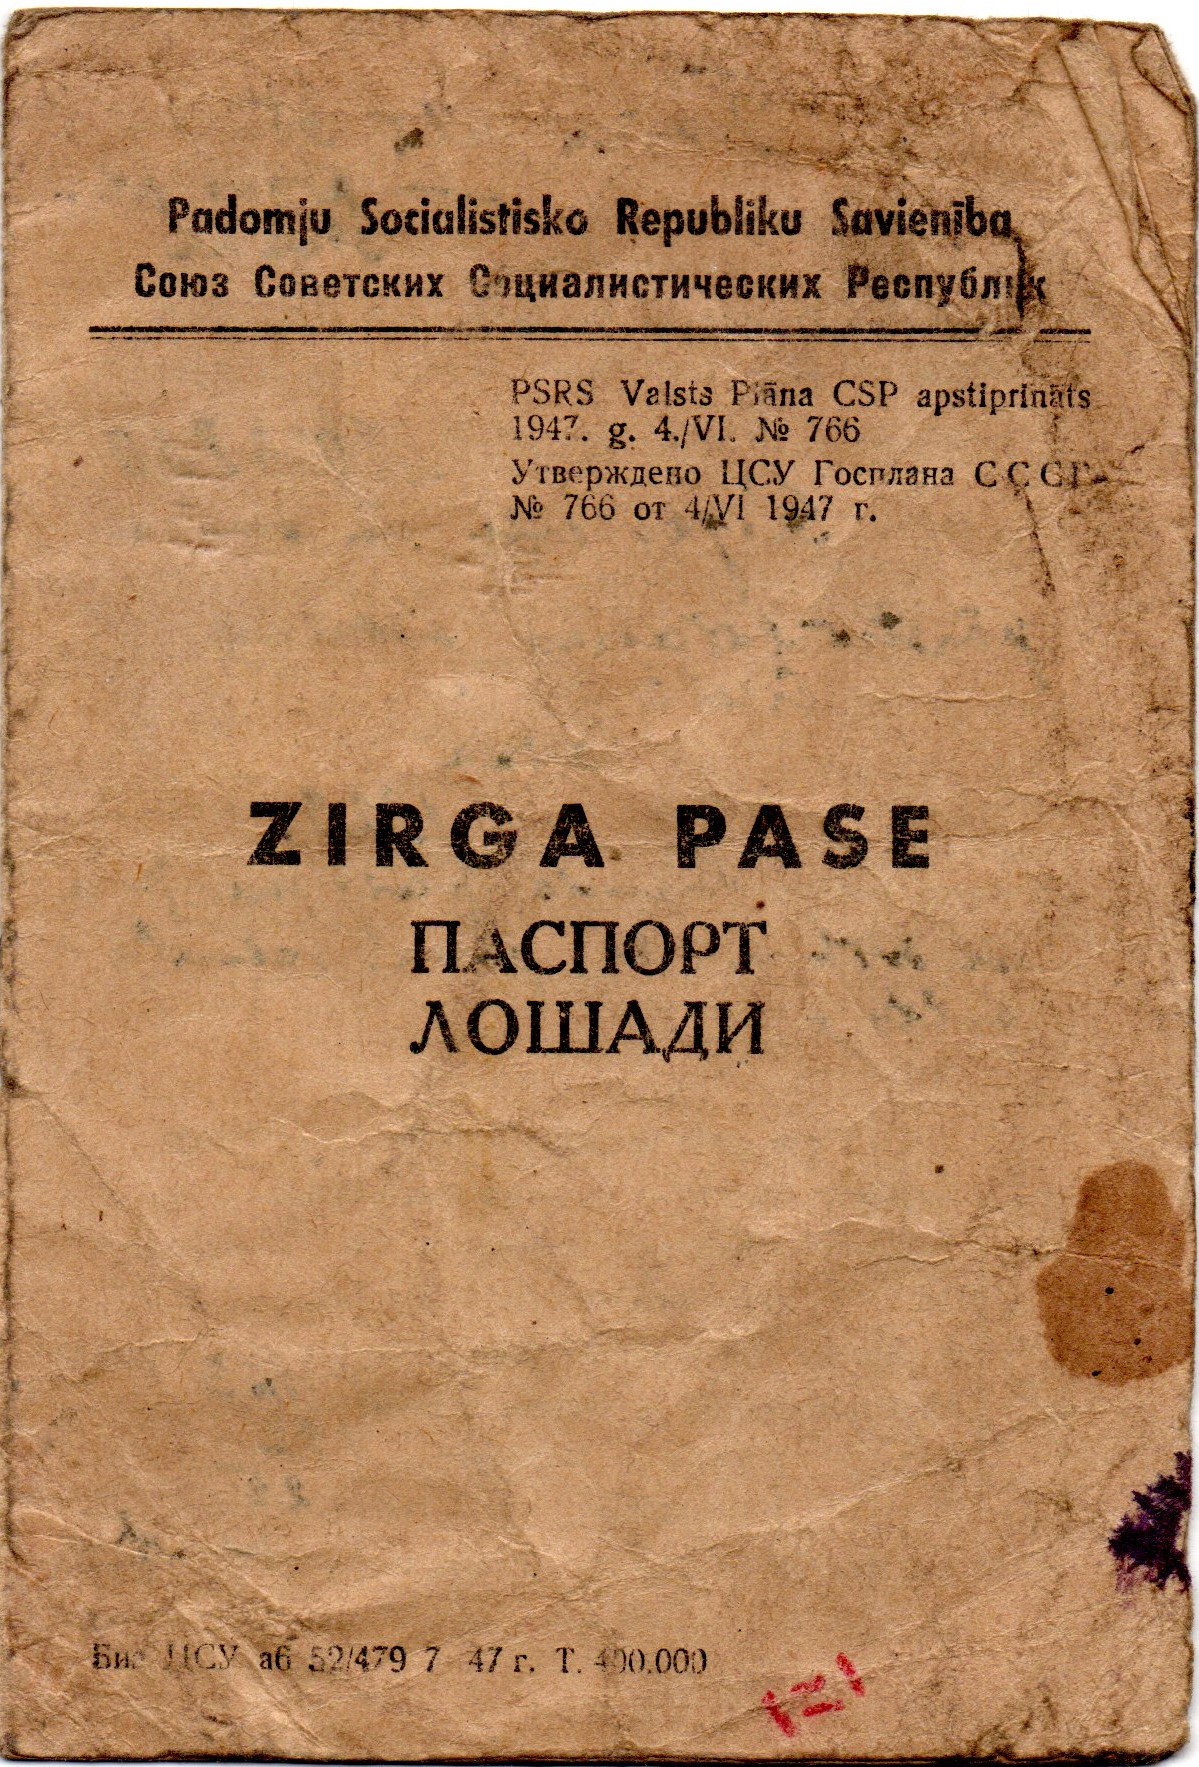 Padomju Socialistisko Republiku Savienība
Союз Советских Социалистических Республик
PSRS Valsts Plāna CSP apstiprināts
1947. g. 4./VI. № 766
Утверждено ЦСУ Госплана СССР
№ 766 от 4/VI 1947 г.
ZIRGA PASE
ПАСПОРТ
ЛОШАДИ
ЦСУ 52/479 7 47 г. Т. 400.000